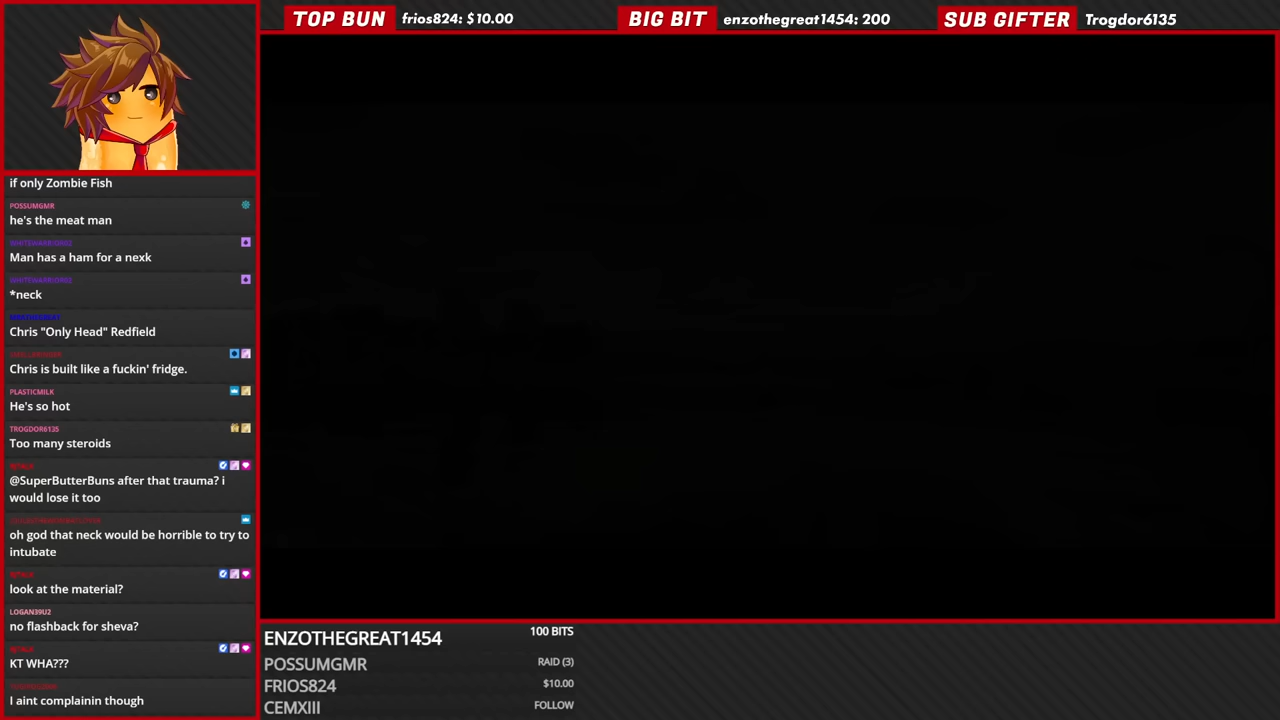 TOP BUN frios824: $10.00 BIG BIT enzothegreat1454: 200 SUB GIFTER Trogdor6135
if only Zombie Fish
POSSUMGMR
he's the meat man
Man has a ham for a nexk
*neck
Chris "Only Head" Redfield
Chris is built like a fuckin' fridge.
PLASTICMILK
He's so hot
TROGDOR6135
Too many steroids
@SuperButterBuns after that trauma? i
would lose it too
oh god that neck would be horrible to try to
intubate
look at the material?
LOGAN39U2
no flashback for sheva?
KT WHA???
I aint complainin though
ENZOTHEGREAT1454 100 BITS
POSSUMGMR RAID (3)
FRIOS824 $10.00
CEMXIII FOLLOW